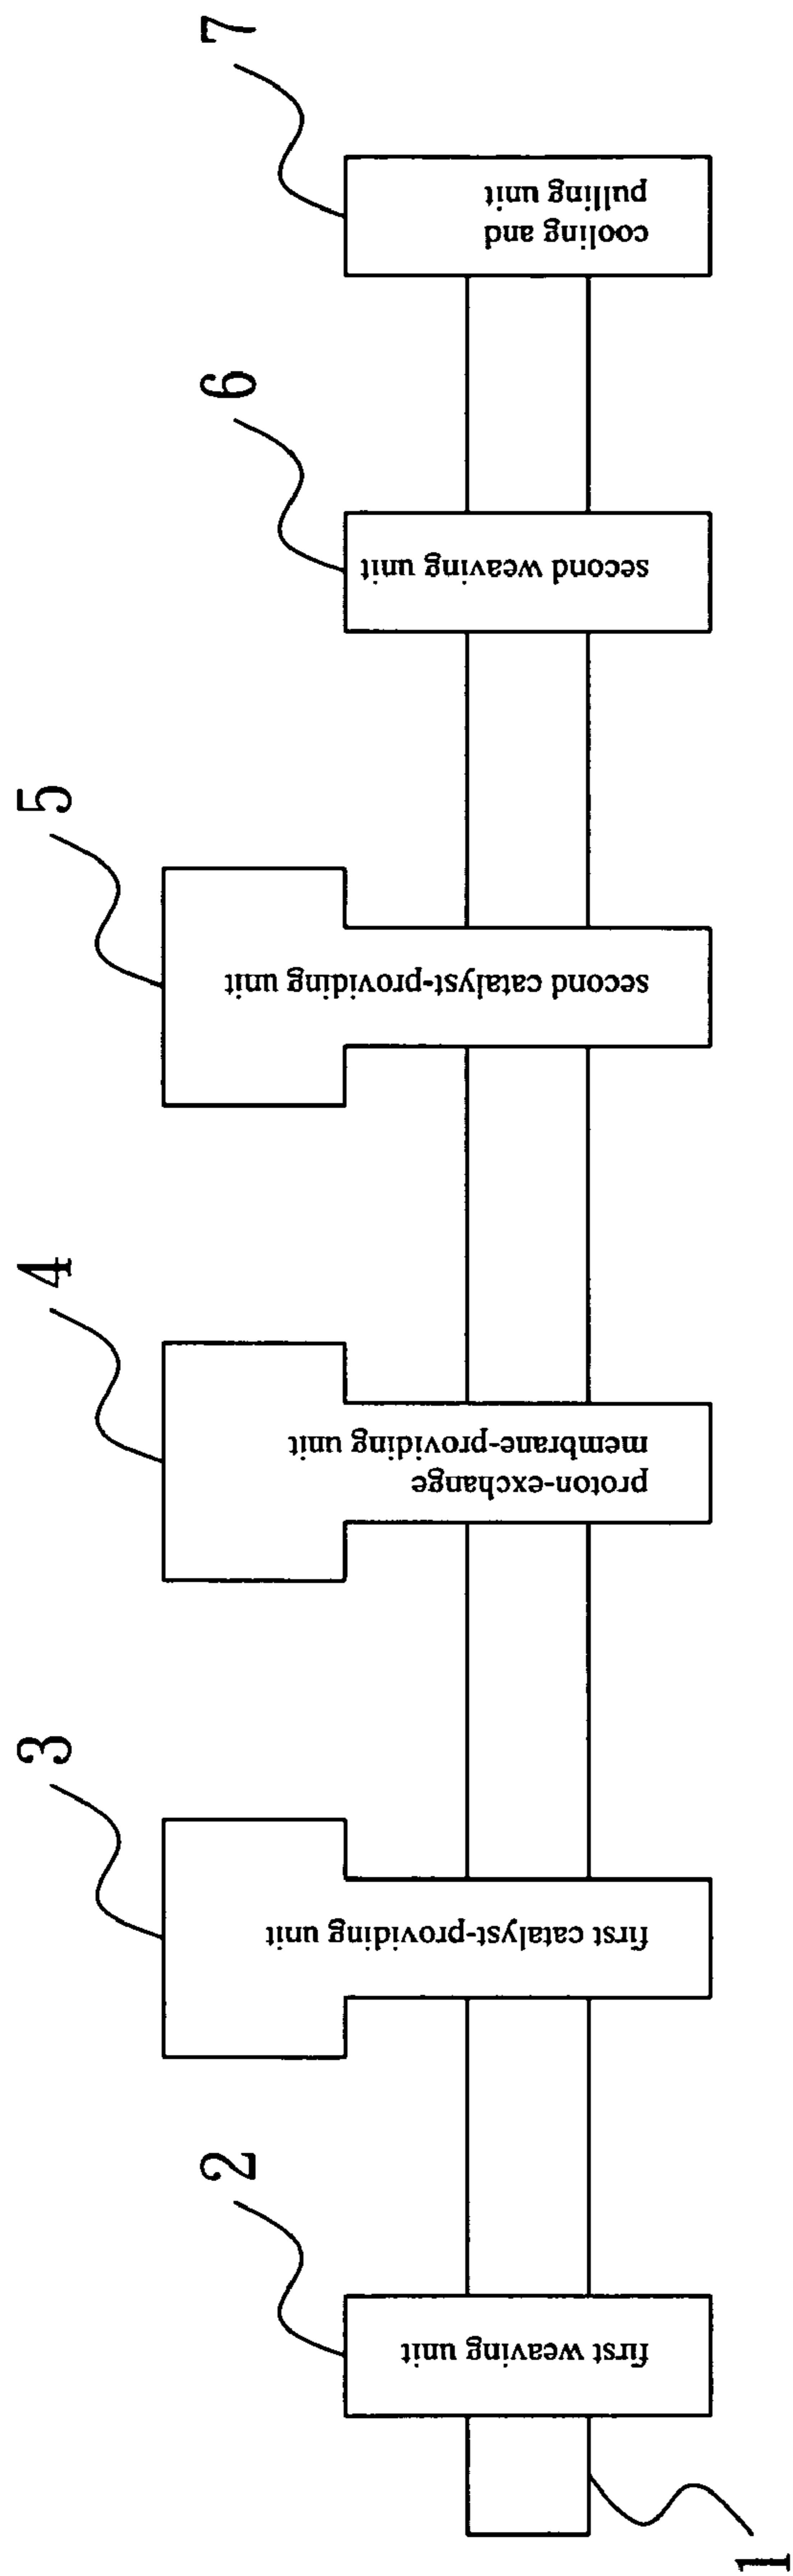 1
2
first weaving unit
3
first catalyst-providing unit
4
proton-exchange
membrane-providing unit
5
second catalyst-providing unit
6
second weaving unit
7
cooling and
pulling unit